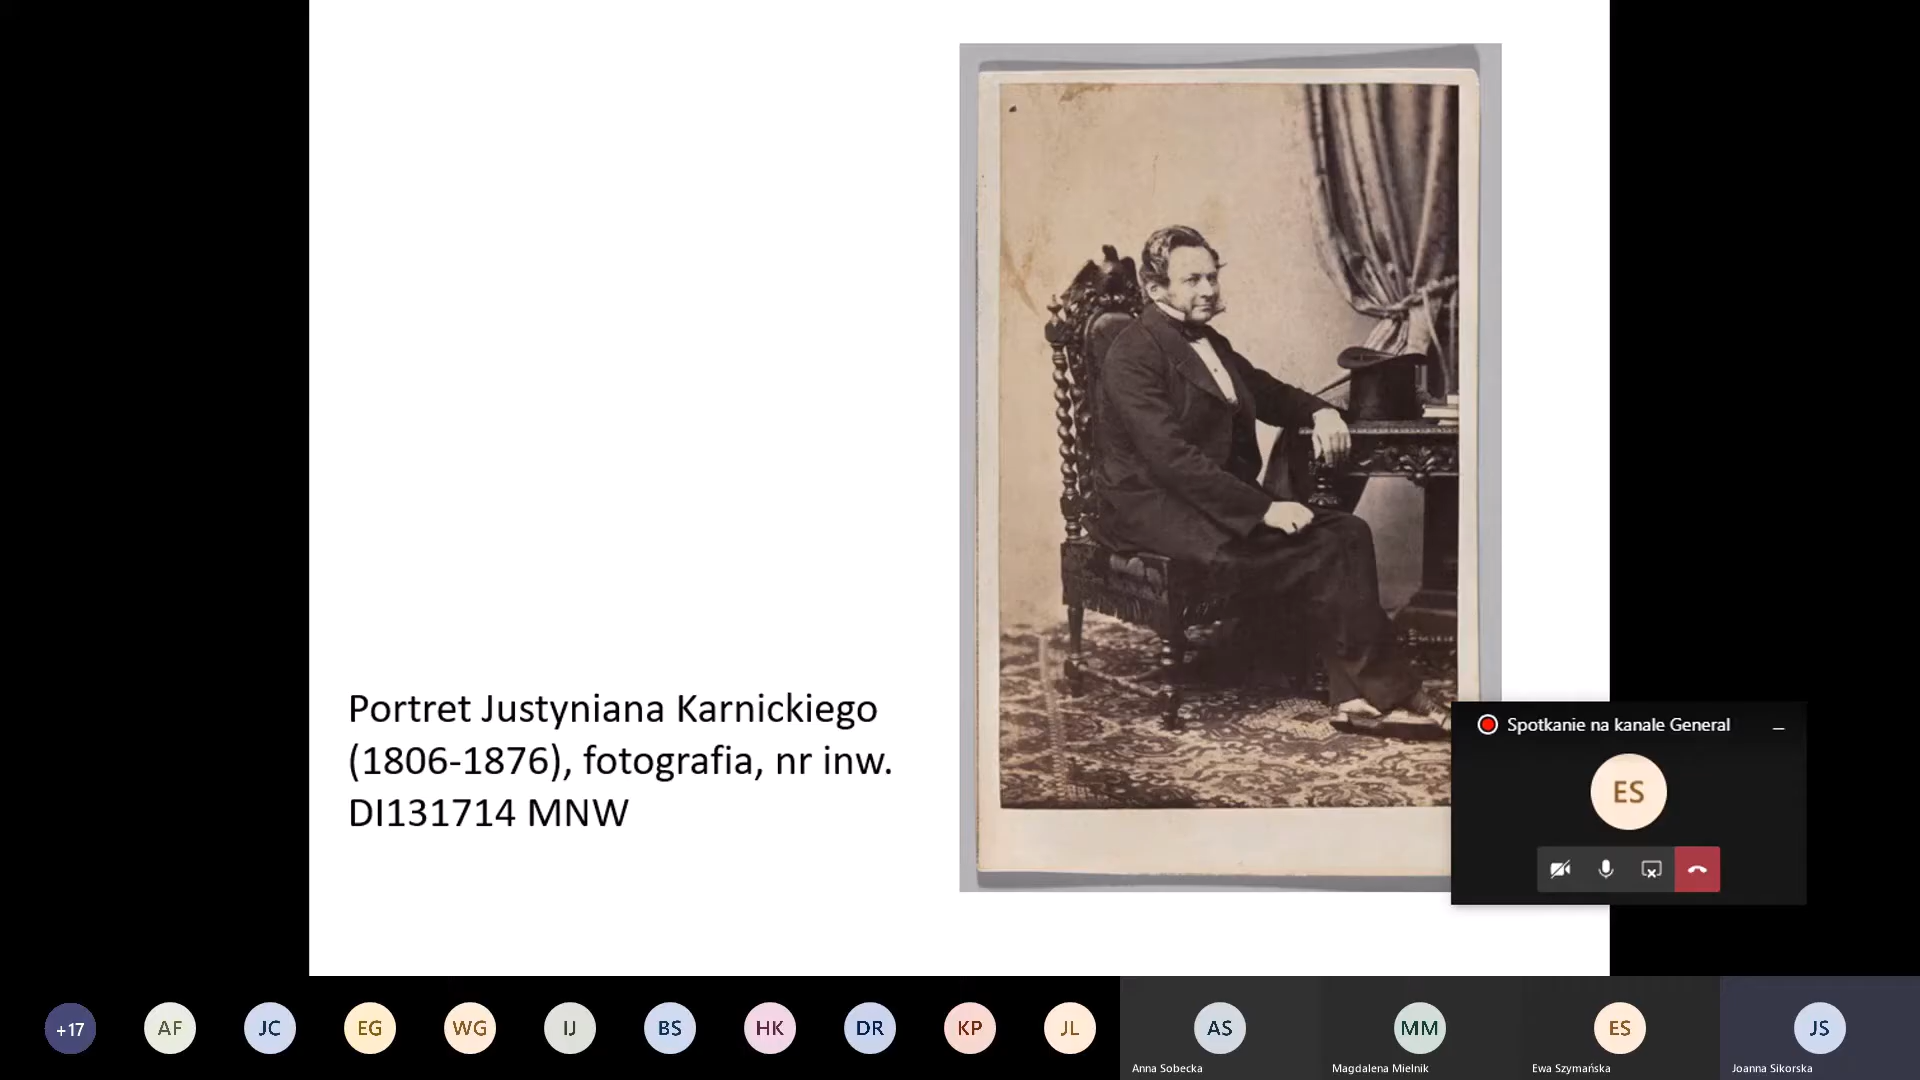 Portret Justyniana Karnickiego
(1806-1876), fotografia, nr inw.
DI131714 MNW
Spotkanie na kanale General
ES
+17
AF
JC
EG
WG
IJ
BS
HK
DR
KP
JL
AS
Anna Sobecka
MM
Magdalena Mielnik
ES
Ewa Szymańska
JS
Joanna Sikorska